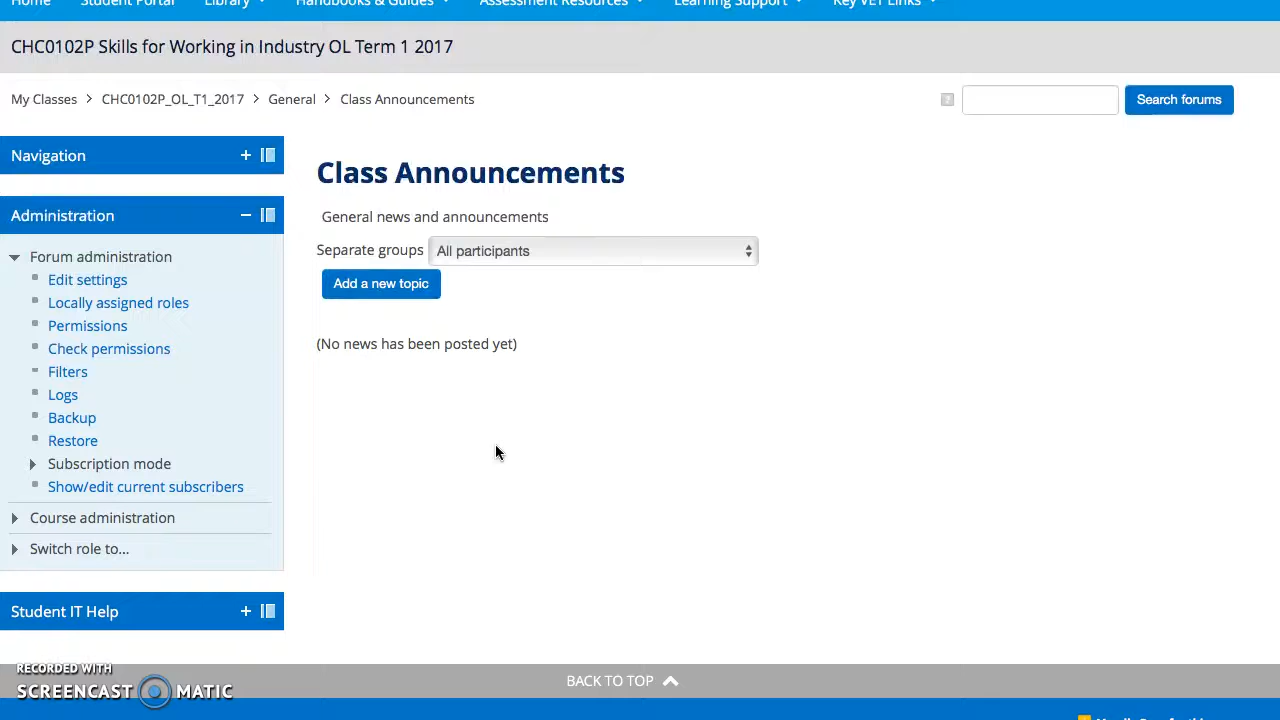 Home Student Portal Library Handbooks & Guides Assessment Resources Learning Support Key VET Links
CHC0102P Skills for Working in Industry OL Term 1 2017
My Classes CHC0102P_OL_T1_2017 General Class Announcements
? Search forums
Navigation
Administration
Forum administration
Edit settings
Locally assigned roles
Permissions
Check permissions
Filters
Logs
Backup
Restore
Subscription mode
Show/edit current subscribers
Course administration
Switch role to...
Student IT Help
Class Announcements
General news and announcements
Separate groups All participants
Add a new topic
(No news has been posted yet)
RECORDED WITH
SCREENCAST MATIC
BACK TO TOP